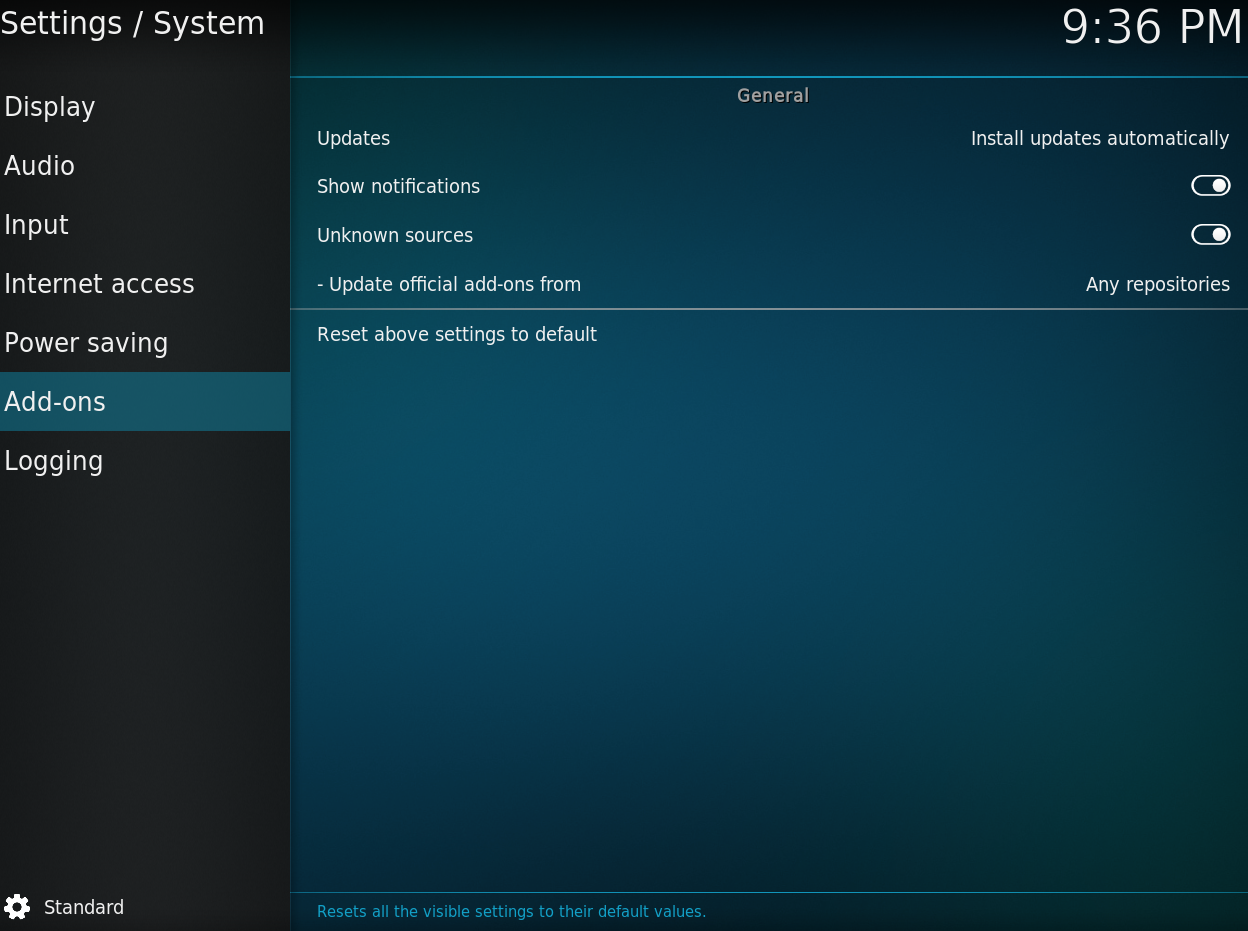 Settings / System
9:36 PM
Display
Audio
Input
Internet access
Power saving
Add-ons
Logging
Standard
General
Updates Install updates automatically
Show notifications
Unknown sources
- Update official add-ons from Any repositories
Reset above settings to default
Resets all the visible settings to their default values.